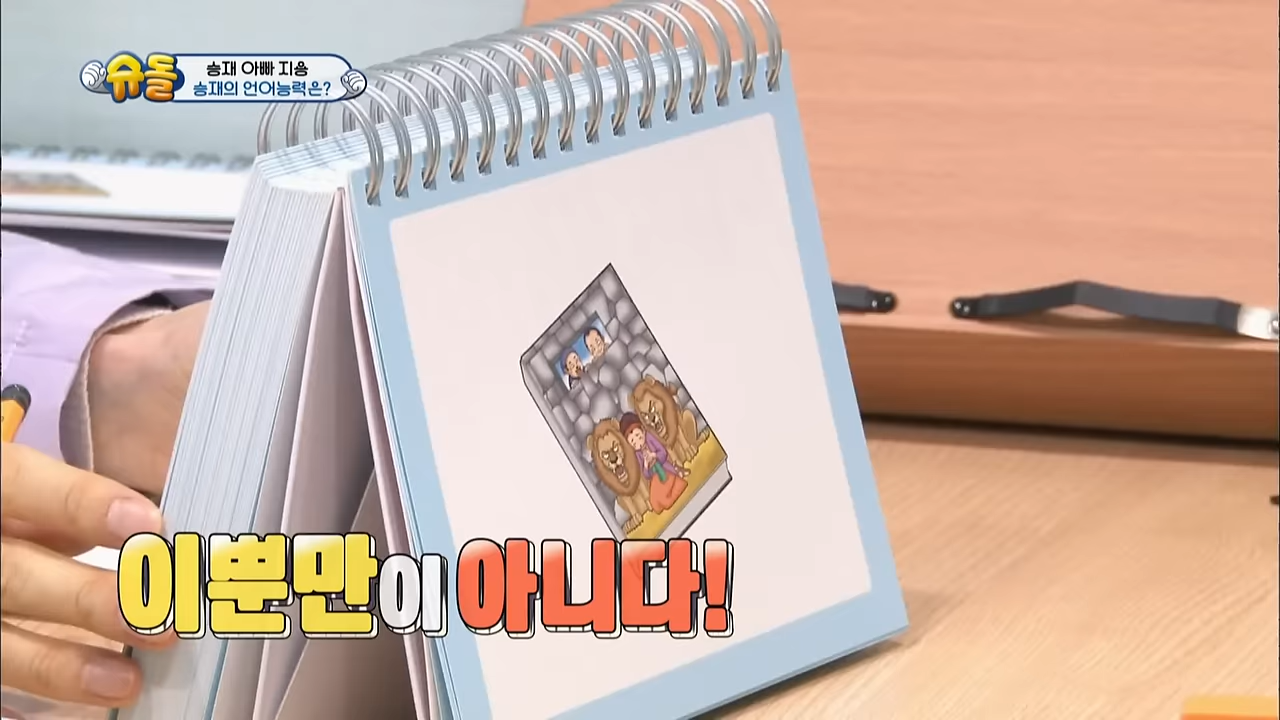 슈돌
승재 아빠 지용
승재의 언어능력은?
이뿐만이 아니다!